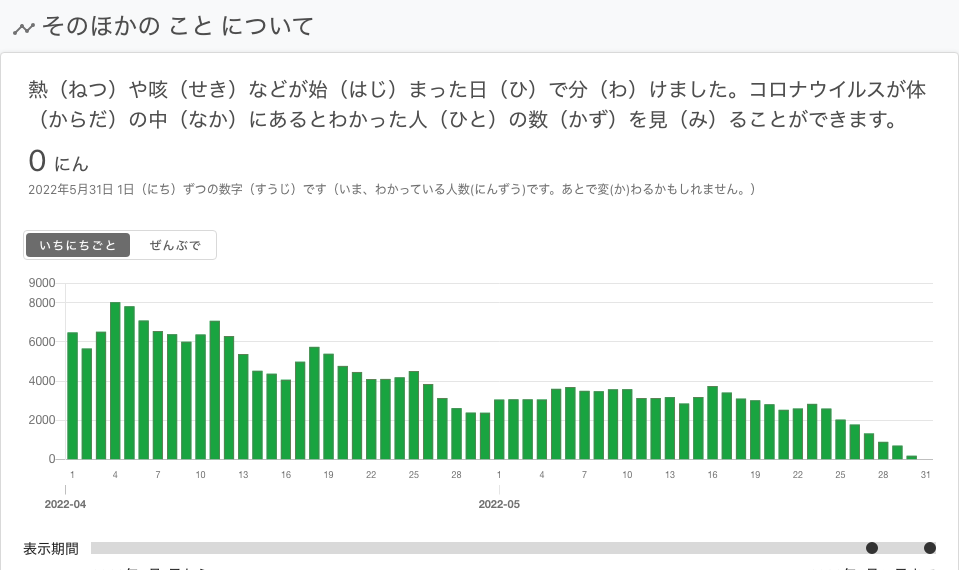 そのほかの こと について
熱（ねつ）や咳（せき）などが始（はじ）まった日（ひ）で分（わ）けました。コロナウイルスが体
（からだ）の中（なか）にあるとわかった人（ひと）の数（かず）を見（み）ることができます。
0 にん
2022年5月31日 1日（にち）ずつの数字（すうじ）です（いま、わかっている人数(にんずう)です。あとで変(か)わるかもしれません。）
いちにちごと ぜんぶで
9000
8000
6000
4000
2000
0
1 4 7 10 13 16 19 22 25 28 1 4 7 10 13 16 19 22 25 28 31
2022-04 2022-05
表示期間